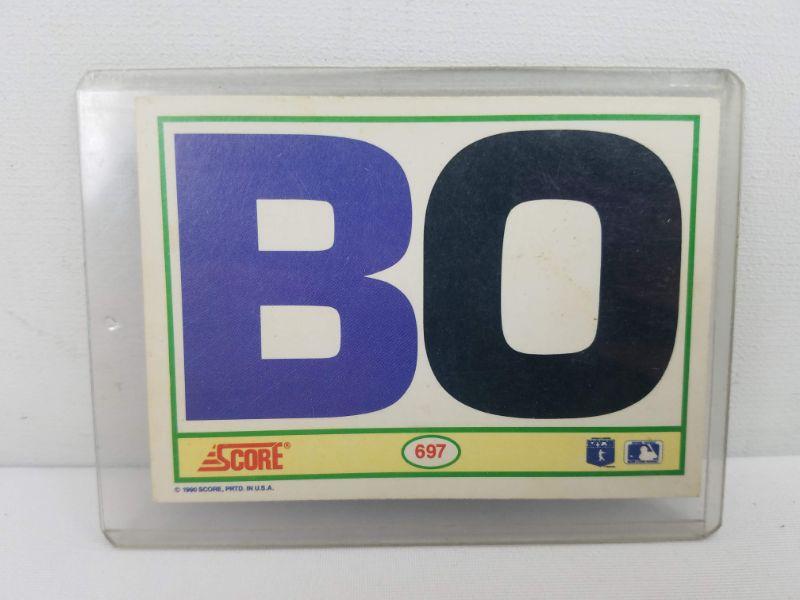 BO
SCORE®
697
© 1990 SCORE, PRTD. IN U.S.A.